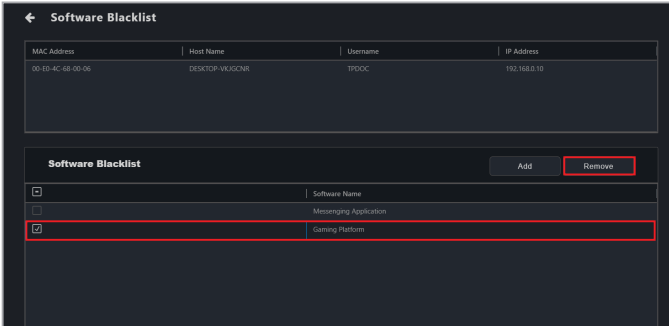 Software Blacklist
MAC Address Host Name Username IP Address
00-E0-4C-68-00-06 DESKTOP-VKJGCNR TPDOC 192.168.0.10
Software Blacklist Add Remove
Software Name
Messenging Application
Gaming Platform